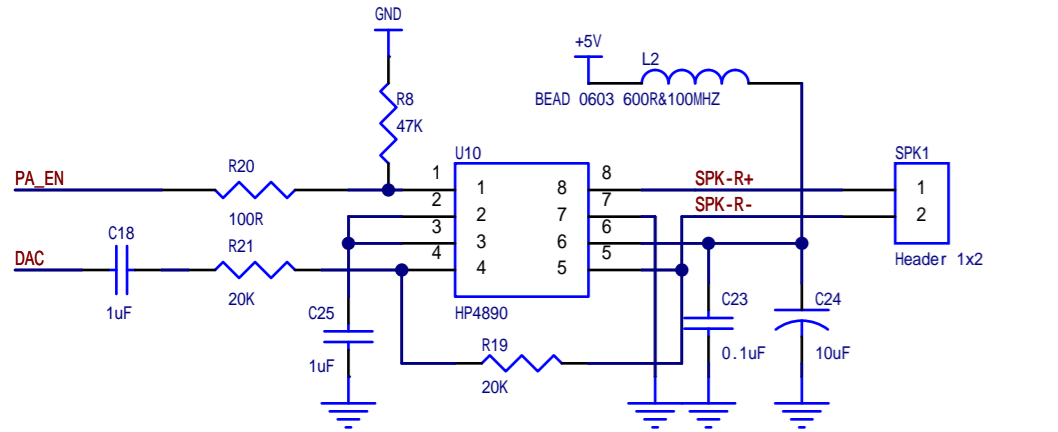 GND
+5V
L2
BEAD 0603 600R&100MHZ
R8
47K
U10
SPK1
PA_EN
R20
100R
1
2
3
4
1
2
3
4
8
7
6
5
8
7
6
5
SPK-R+
SPK-R-
1
2
Header 1x2
DAC
C18
1uF
R21
20K
HP4890
C25
1uF
R19
20K
C23
0.1uF
C24
10uF